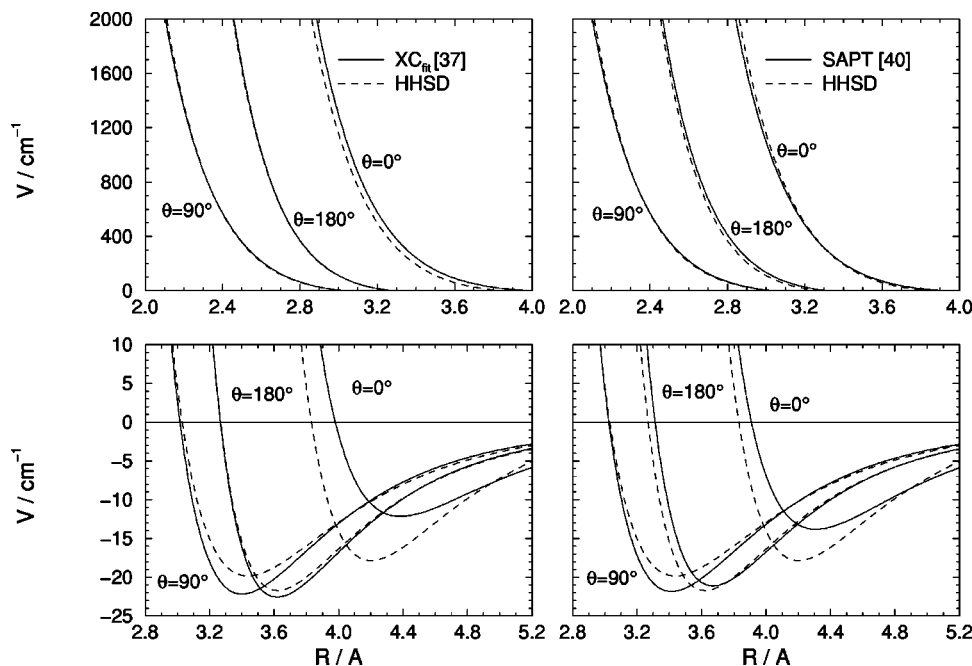 2000
1600
1200
800
400
0
V / cm⁻¹
XC_fit [37]
HHSD
θ=0°
θ=90°
θ=180°
2.0 2.4 2.8 3.2 3.6 4.0
SAPT [40]
HHSD
θ=0°
θ=90°
θ=180°
2.0 2.4 2.8 3.2 3.6 4.0
10
5
0
−5
−10
−15
−20
−25
V / cm⁻¹
θ=180°
θ=0°
θ=90°
2.8 3.2 3.6 4.0 4.4 4.8 5.2
R / A
θ=180°
θ=0°
θ=90°
2.8 3.2 3.6 4.0 4.4 4.8 5.2
R / A